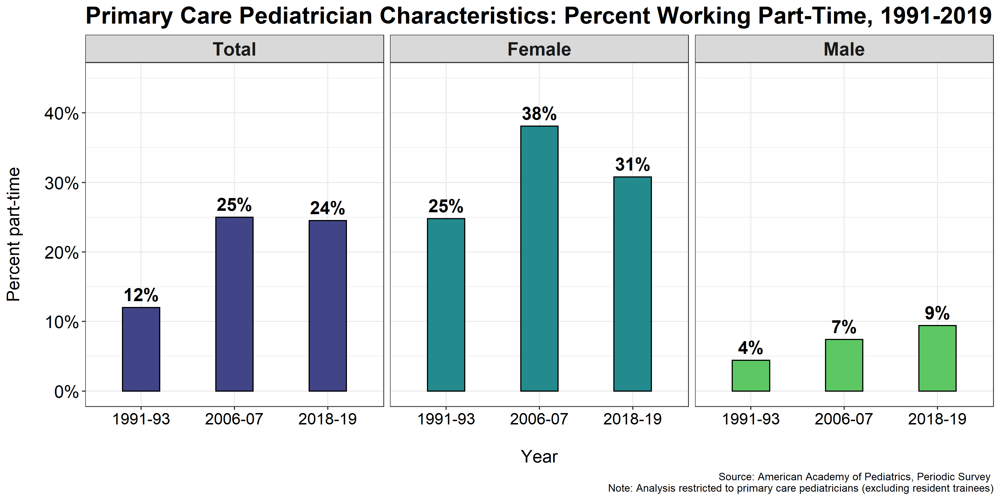 Primary Care Pediatrician Characteristics: Percent Working Part-Time, 1991-2019
Total
Female
Male
Percent part-time
40%
30%
20%
10%
0%
12%
25%
24%
25%
38%
31%
4%
7%
9%
1991-93
2006-07
2018-19
1991-93
2006-07
2018-19
1991-93
2006-07
2018-19
Year
Source: American Academy of Pediatrics, Periodic Survey
Note: Analysis restricted to primary care pediatricians (excluding resident trainees)